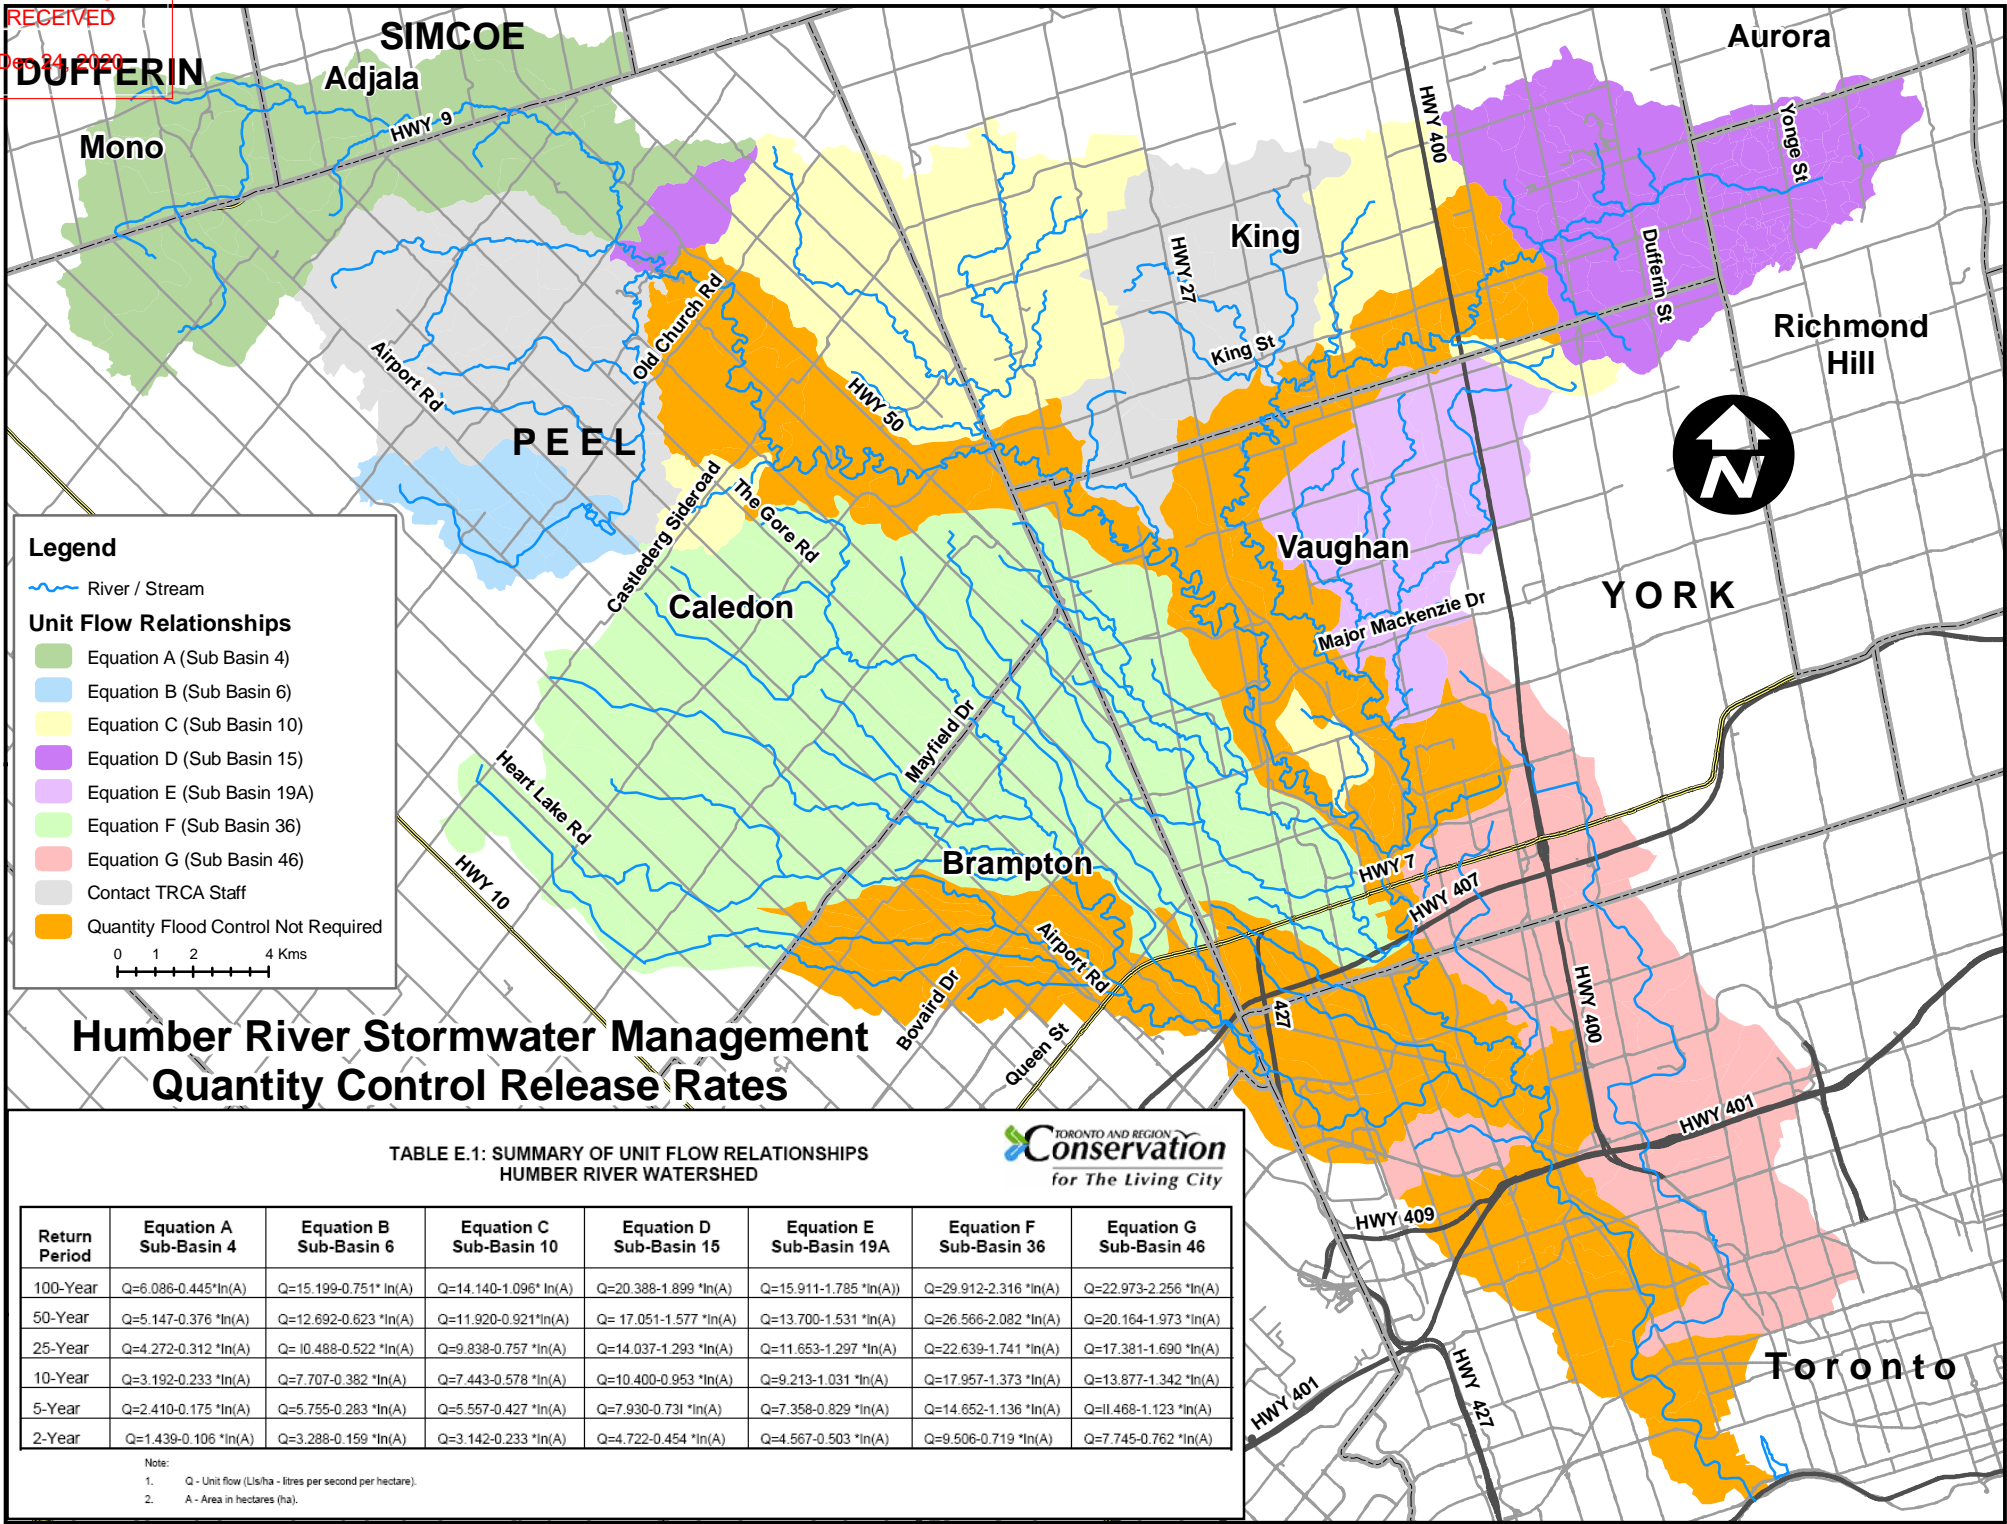 RECEIVED
Dec 24, 2020
DUFFERIN
SIMCOE
Adjala
Mono
HWY 9
Aurora
HWY 400
Yonge St
Dufferin St
King
HWY 27
King St
Richmond
Hill
Old Church Rd
Airport Rd
HWY 50
PEEL
N
Castlederg Sideroad
The Gore Rd
Vaughan
YORK
Caledon
Major Mackenzie Dr
Mayfield Dr
Heart Lake Rd
HWY 10
Brampton
HWY 7
HWY 407
Airport Rd
Bovaird Dr
Queen St
427
HWY 400
HWY 401
HWY 409
HWY 401
HWY 427
Toronto
Legend
River / Stream
Unit Flow Relationships
Equation A (Sub Basin 4)
Equation B (Sub Basin 6)
Equation C (Sub Basin 10)
Equation D (Sub Basin 15)
Equation E (Sub Basin 19A)
Equation F (Sub Basin 36)
Equation G (Sub Basin 46)
Contact TRCA Staff
Quantity Flood Control Not Required
0 1 2 4 Kms
Humber River Stormwater Management
Quantity Control Release Rates
TABLE E.1: SUMMARY OF UNIT FLOW RELATIONSHIPS
HUMBER RIVER WATERSHED
TORONTO AND REGION
Conservation
for The Living City
Return Period Equation A Sub-Basin 4 Equation B Sub-Basin 6 Equation C Sub-Basin 10 Equation D Sub-Basin 15 Equation E Sub-Basin 19A Equation F Sub-Basin 36 Equation G Sub-Basin 46
100-Year Q=6.086-0.445*ln(A) Q=15.199-0.751* ln(A) Q=14.140-1.096* ln(A) Q=20.388-1.899 *ln(A) Q=15.911-1.785 *ln(A)) Q=29.912-2.316 *ln(A) Q=22.973-2.256 *ln(A)
50-Year Q=5.147-0.376 *ln(A) Q=12.692-0.623 *ln(A) Q=11.920-0.921*ln(A) Q= 17.051-1.577 *ln(A) Q=13.700-1.531 *ln(A) Q=26.566-2.082 *ln(A) Q=20.164-1.973 *ln(A)
25-Year Q=4.272-0.312 *ln(A) Q= I0.488-0.522 *ln(A) Q=9.838-0.757 *ln(A) Q=14.037-1.293 *ln(A) Q=11.653-1.297 *ln(A) Q=22.639-1.741 *ln(A) Q=17.381-1.690 *ln(A)
10-Year Q=3.192-0.233 *ln(A) Q=7.707-0.382 *ln(A) Q=7.443-0.578 *ln(A) Q=10.400-0.953 *ln(A) Q=9.213-1.031 *ln(A) Q=17.957-1.373 *ln(A) Q=13.877-1.342 *ln(A)
5-Year Q=2.410-0.175 *ln(A) Q=5.755-0.283 *ln(A) Q=5.557-0.427 *ln(A) Q=7.930-0.73I *ln(A) Q=7.358-0.829 *ln(A) Q=14.652-1.136 *ln(A) Q=II.468-1.123 *ln(A)
2-Year Q=1.439-0.106 *ln(A) Q=3.288-0.159 *ln(A) Q=3.142-0.233 *ln(A) Q=4.722-0.454 *ln(A) Q=4.567-0.503 *ln(A) Q=9.506-0.719 *ln(A) Q=7.745-0.762 *ln(A)
Note:
1. Q - Unit flow (LIs/ha - litres per second per hectare).
2. A - Area in hectares (ha).